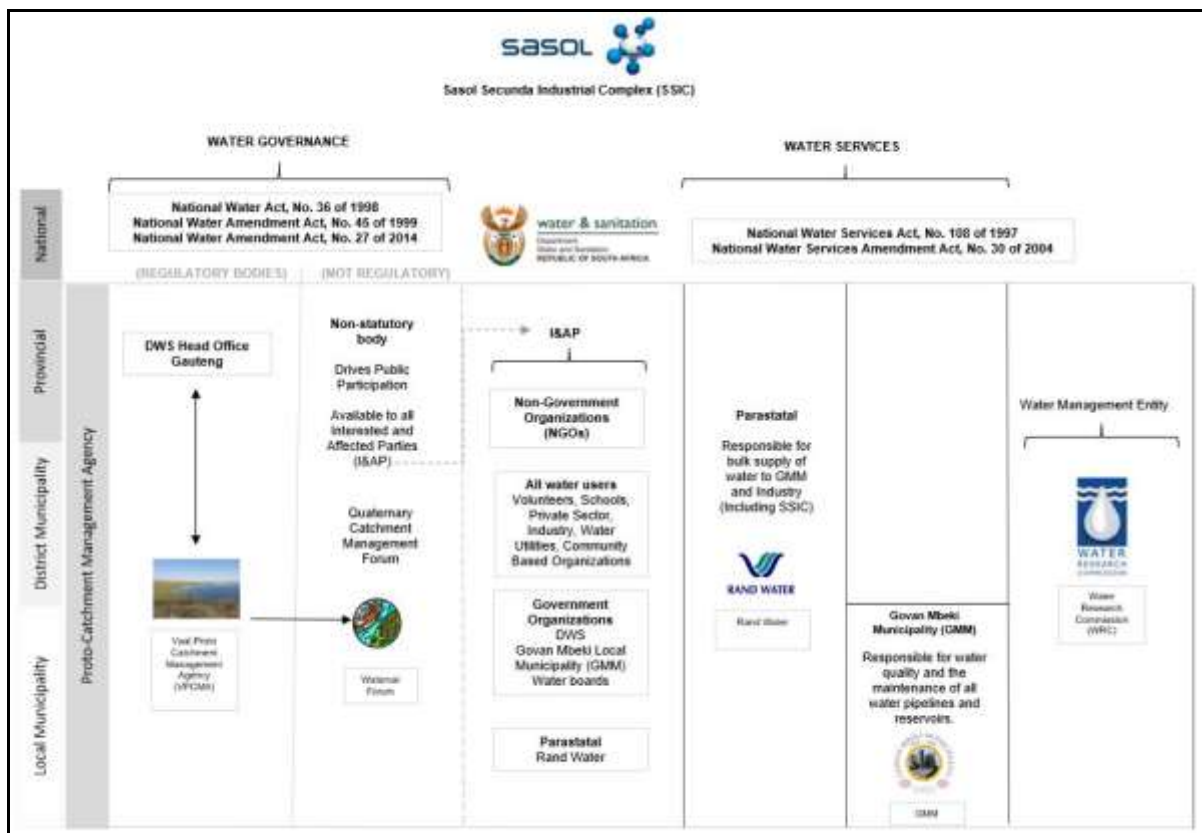 sasol
Sasol Secunda Industrial Complex (SSIC)
WATER GOVERNANCE
WATER SERVICES
National
National Water Act, No. 36 of 1998
National Water Amendment Act, No. 45 of 1999
National Water Amendment Act, No. 27 of 2014
water & sanitation
Department
Water and Sanitation
REPUBLIC OF SOUTH AFRICA
National Water Services Act, No. 108 of 1997
National Water Services Amendment Act, No. 30 of 2004
(REGULATORY BODIES)
(NOT REGULATORY)
Provincial
District Municipality
Local Municipality
Proto-Catchment Management Agency
DWS Head Office
Gauteng
Vaal Proto
Catchment
Management
Agency
(VPCMA)
Non-statutory
body
Drives Public
Participation
Available to all
Interested and
Affected Parties
(I&AP)
Quaternary
Catchment
Management
Forum
Waterval
Forum
I&AP
Non-Government
Organizations
(NGOs)
All water users
Volunteers, Schools,
Private Sector,
Industry, Water
Utilities, Community
Based Organizations
Government
Organizations
DWS
Govan Mbeki Local
Municipality (GMM)
Water boards
Parastatal
Rand Water
Parastatal
Responsible for
bulk supply of
water to GMM
and Industry
(Including SSIC)
RAND WATER
Rand Water
Govan Mbeki
Municipality (GMM)
Responsible for water
quality and the
maintenance of all
water pipelines and
reservoirs.
GMM
Water Management Entity
WATER
RESEARCH
COMMISSION
Water
Research
Commission
(WRC)